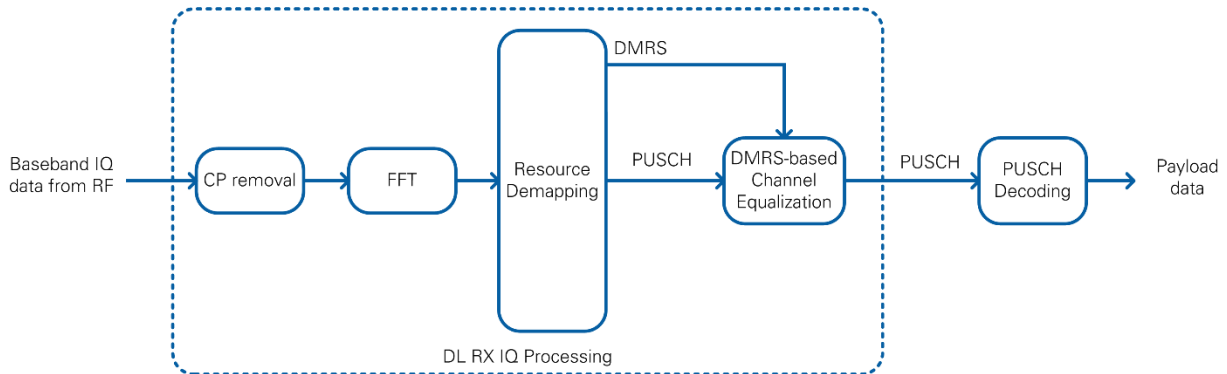 DMRS
Baseband IQ
data from RF
CP removal
FFT
Resource
Demapping
PUSCH
DMRS-based
Channel
Equalization
PUSCH
PUSCH
Decoding
Payload
data
DL RX IQ Processing